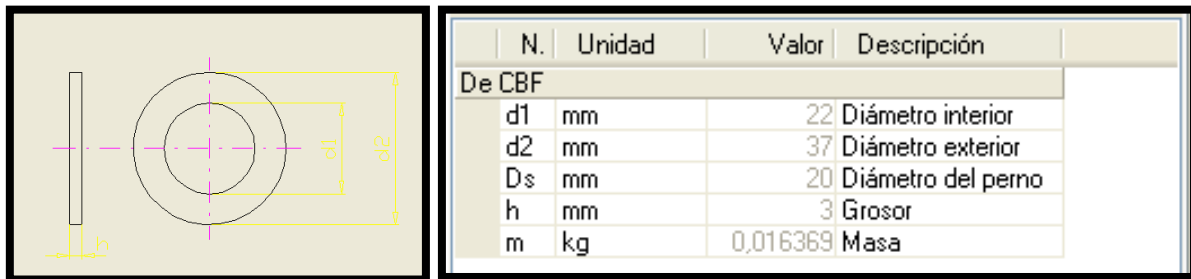 d1
d2
N. Unidad Valor Descripción
De CBF
d1 mm 22 Diámetro interior
d2 mm 37 Diámetro exterior
Ds mm 20 Diámetro del perno
h mm 3 Grosor
m kg 0,016369 Masa